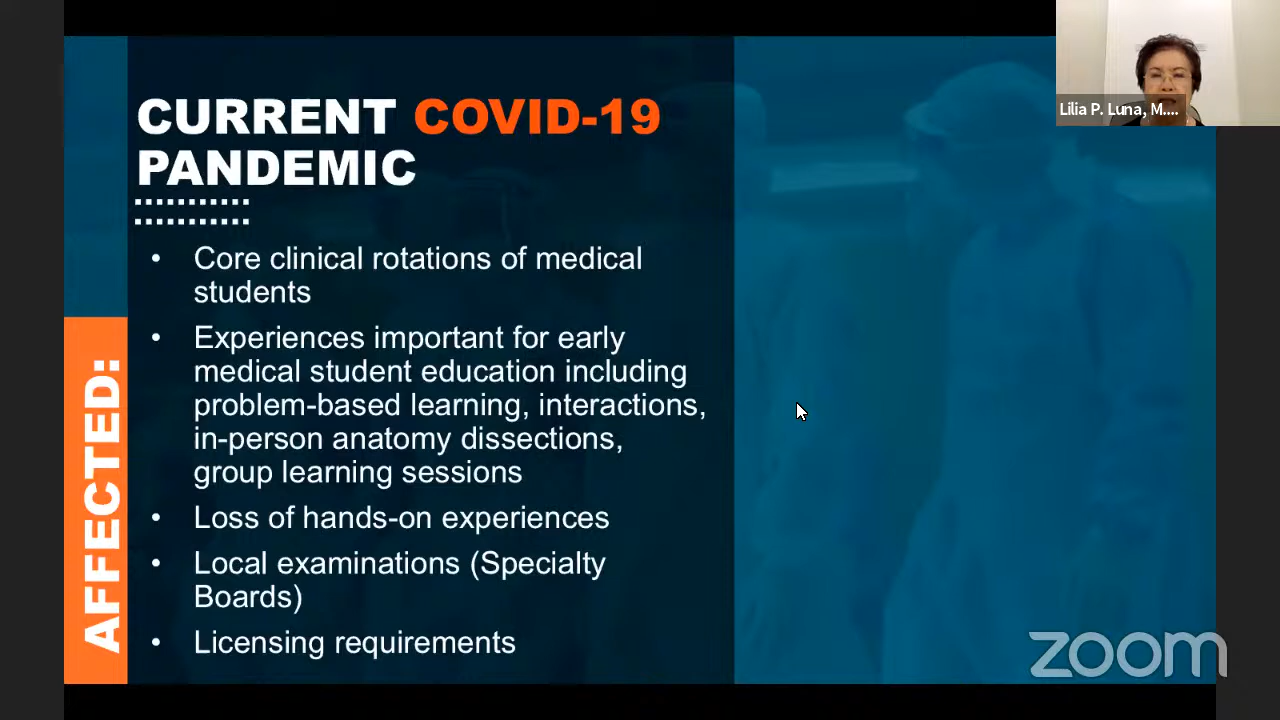 CURRENT COVID-19
PANDEMIC
AFFECTED:
• Core clinical rotations of medical
students
• Experiences important for early
medical student education including
problem-based learning, interactions,
in-person anatomy dissections,
group learning sessions
• Loss of hands-on experiences
• Local examinations (Specialty
Boards)
• Licensing requirements
Lilia P. Luna, M....
zoom